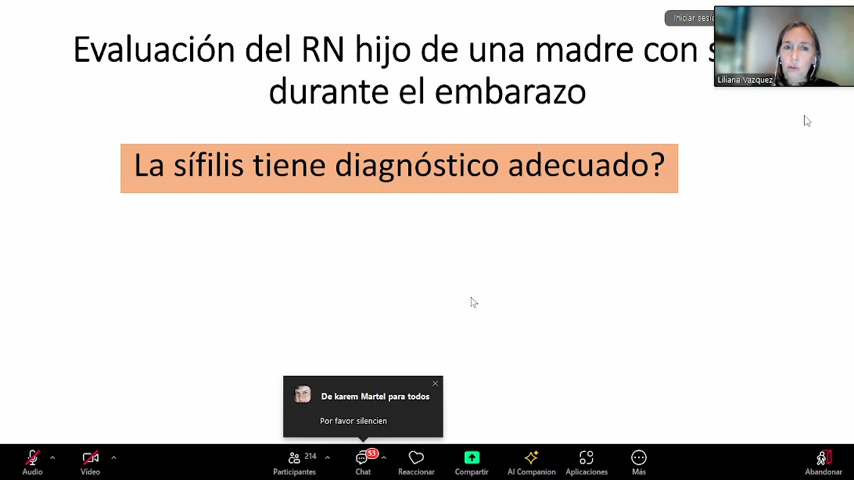 Iniciar sesió
Evaluación del RN hijo de una madre con s
durante el embarazo
Liliana Vazquez
La sífilis tiene diagnóstico adecuado?
De karem Martel para todos
Por favor silencien
214
53
Audio
Vídeo
Participantes
Chat
Reaccionar
Compartir
AI Companion
Aplicaciones
Más
Abandonar